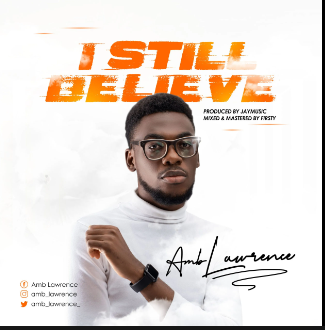 I STILL
BELIEVE
PRODUCED BY JAYMUSIC
MIXED & MASTERED BY FIRSTY
Amb Lawrence
Amb Lawrence
amb_lawrence
amb_lawrence_